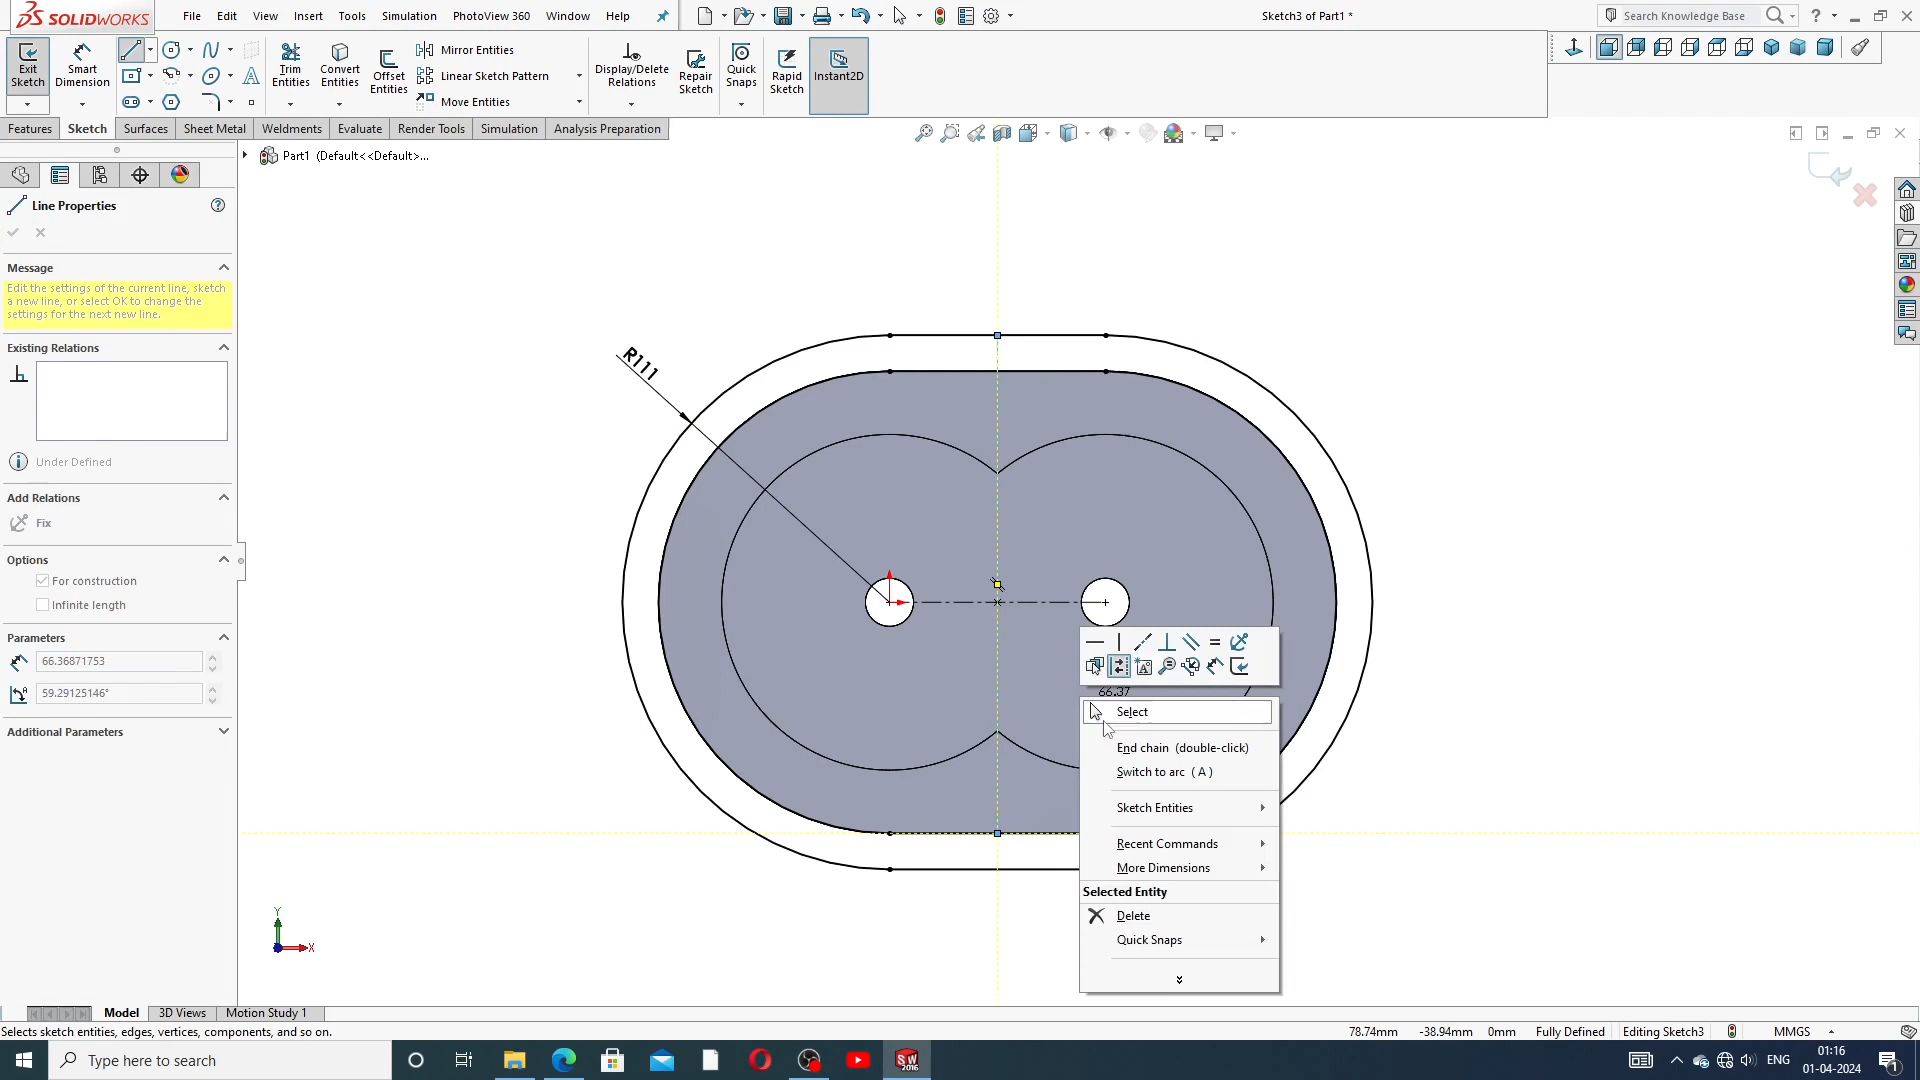 SOLIDWORKS
File Edit View Insert Tools Simulation PhotoView 360 Window Help
Sketch3 of Part1 *
Search Knowledge Base
Exit Sketch
Smart Dimension
Trim Entities
Convert Entities
Offset Entities
Mirror Entities
Linear Sketch Pattern
Move Entities
Display/Delete Relations
Repair Sketch
Quick Snaps
Rapid Sketch
Instant2D
Features Sketch Surfaces Sheet Metal Weldments Evaluate Render Tools Simulation Analysis Preparation
Part1 (Default<<Default>...
Line Properties
Message
Edit the settings of the current line, sketch
a new line, or select OK to change the
settings for the next new line.
Existing Relations
Under Defined
Add Relations
Fix
Options
For construction
Infinite length
Parameters
66.36871753
59.29125146°
Additional Parameters
R111
66.37
Select
End chain (double-click)
Switch to arc ( A )
Sketch Entities
Recent Commands
More Dimensions
Selected Entity
Delete
Quick Snaps
Y
X
Model 3D Views Motion Study 1
Selects sketch entities, edges, vertices, components, and so on.
78.74mm -38.94mm 0mm Fully Defined Editing Sketch3 MMGS
Type here to search
SW
2016
ENG
01:16
01-04-2024
1